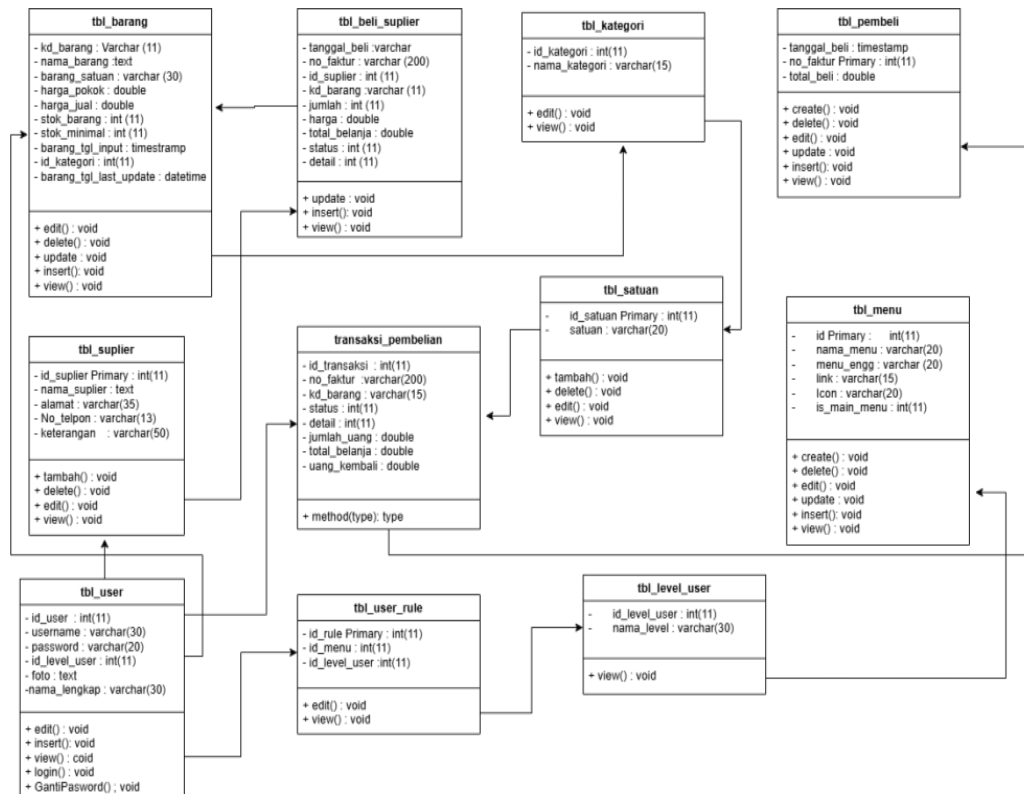 tbl_barang
- kd_barang : Varchar (11)
- nama_barang :text
- barang_satuan : varchar (30)
- harga_pokok : double
- harga_jual : double
- stok_barang : int (11)
- stok_minimal : int (11)
- barang_tgl_input : timestramp
- id_kategori : int(11)
- barang_tgl_last_update : datetime
+ edit() : void
+ delete() : void
+ update : void
+ insert(): void
+ view() : void
tbl_beli_suplier
- tanggal_beli :varchar
- no_faktur : varchar (200)
- id_suplier : int (11)
- kd_barang :varchar (11)
- jumlah : int (11)
- harga : double
- total_belanja : double
- status : int (11)
- detail : int (11)
+ update : void
+ insert(): void
+ view() : void
tbl_kategori
- id_kategori : int(11)
- nama_kategori : varchar(15)
+ edit() : void
+ view() : void
tbl_pembeli
- tanggal_beli : timestamp
- no_faktur Primary : int(11)
- total_beli : double
+ create() : void
+ delete() : void
+ edit() : void
+ update : void
+ insert(): void
+ view() : void
tbl_suplier
- id_suplier Primary : int(11)
- nama_suplier : text
- alamat : varchar(35)
- No_telpon : varchar(13)
- keterangan : varchar(50)
+ tambah() : void
+ delete() : void
+ edit() : void
+ view() : void
transaksi_pembelian
- id_transaksi : int(11)
- no_faktur :varchar(200)
- kd_barang : varchar(15)
- status : int(11)
- detail : int(11)
- jumlah_uang : double
- total_belanja : double
- uang_kembali : double
+ method(type): type
tbl_satuan
- id_satuan Primary : int(11)
- satuan : varchar(20)
+ tambah() : void
+ delete() : void
+ edit() : void
+ view() : void
tbl_menu
- id Primary : int(11)
- nama_menu : varchar(20)
- menu_engg : varchar (20)
- link : varchar(15)
- Icon : varchar(20)
- is_main_menu : int(11)
+ create() : void
+ delete() : void
+ edit() : void
+ update : void
+ insert(): void
+ view() : void
tbl_user
- id_user : int(11)
- username : varchar(30)
- password : varchar(20)
- id_level_user : int(11)
- foto : text
-nama_lengkap : varchar(30)
+ edit() : void
+ insert(): void
+ view() : coid
+ login() : void
+ GantiPasword() ; void
tbl_user_rule
- id_rule Primary : int(11)
- id_menu : int(11)
- id_level_user :int(11)
+ edit() : void
+ view() : void
tbl_level_user
- id_level_user : int(11)
- nama_level : varchar(30)
+ view() : void